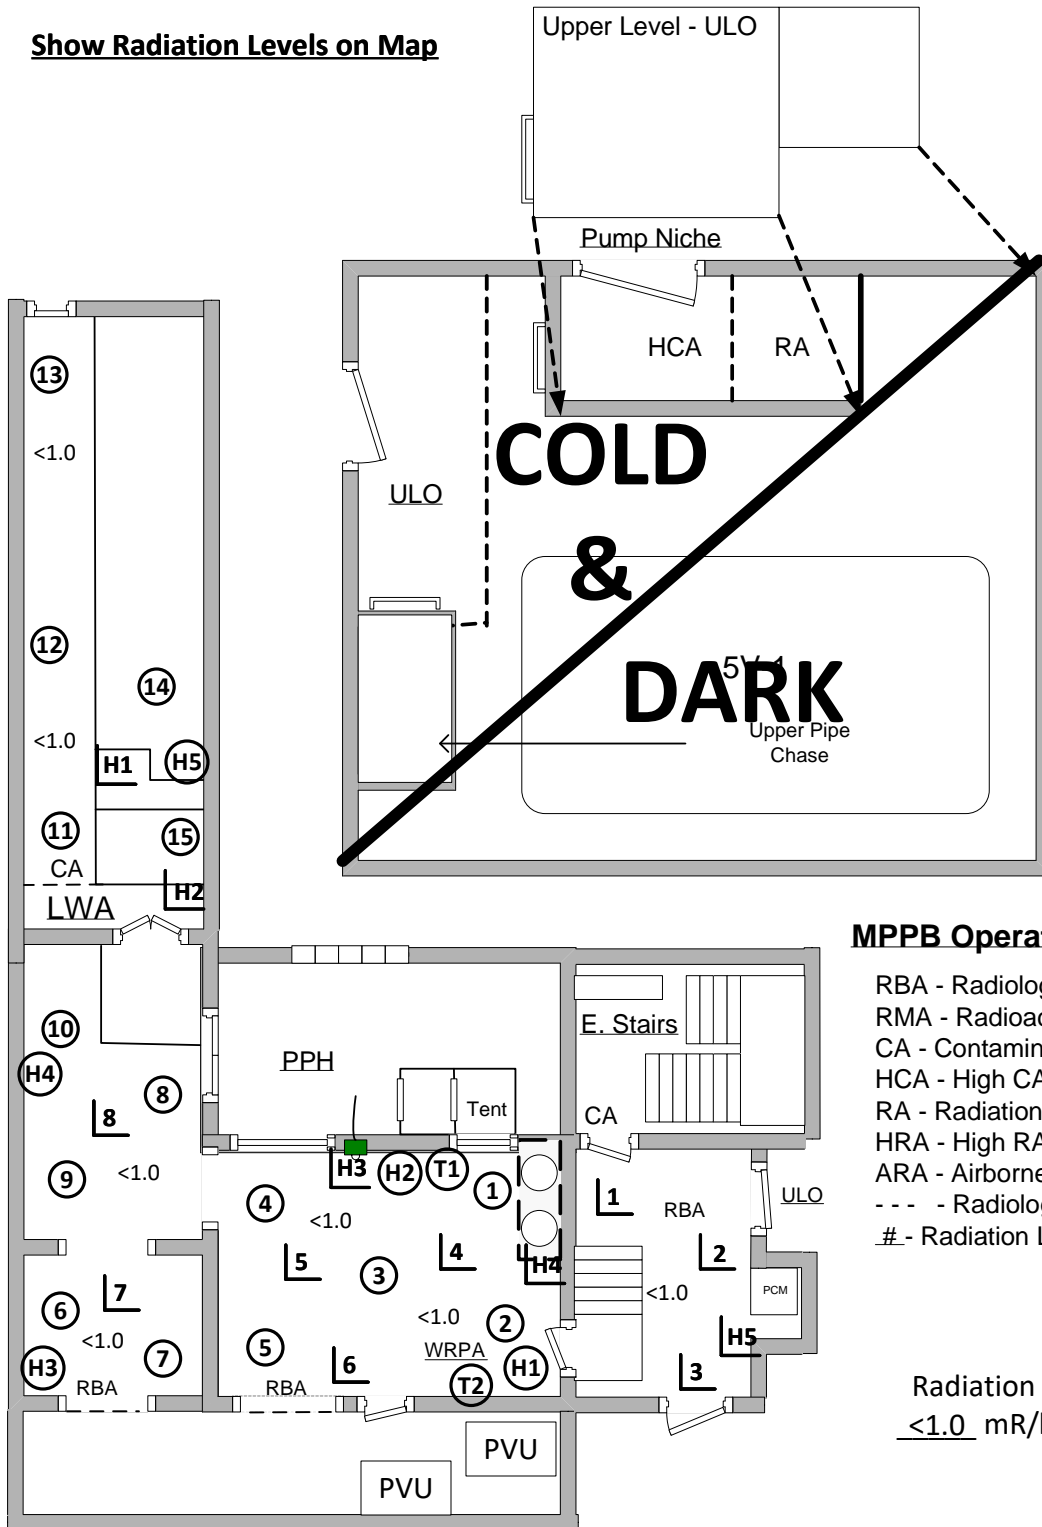 Show Radiation Levels on Map
Upper Level - ULO
Pump Niche
HCA
RA
13
<1.0
COLD
ULO
&
12
14
DARK
Upper Pipe
Chase
<1.0
H1
H5
11
15
CA
H2
LWA
MPPB Opera
RBA - Radiolog
RMA - Radioac
CA - Contamin
HCA - High CA
RA - Radiation
HRA - High RA
ARA - Airborne
- - - - Radiolog
# - Radiation L
10
H4
8
8
9
<1.0
PPH
Tent
E. Stairs
CA
H3
H2
T1
1
4
<1.0
5
3
4
H4
1
RBA
ULO
2
<1.0
PCM
H5
3
7
6
<1.0
7
H3
RBA
5
RBA
6
<1.0
2
WRPA
H1
T2
Radiation
<1.0 mR/
PVU
PVU